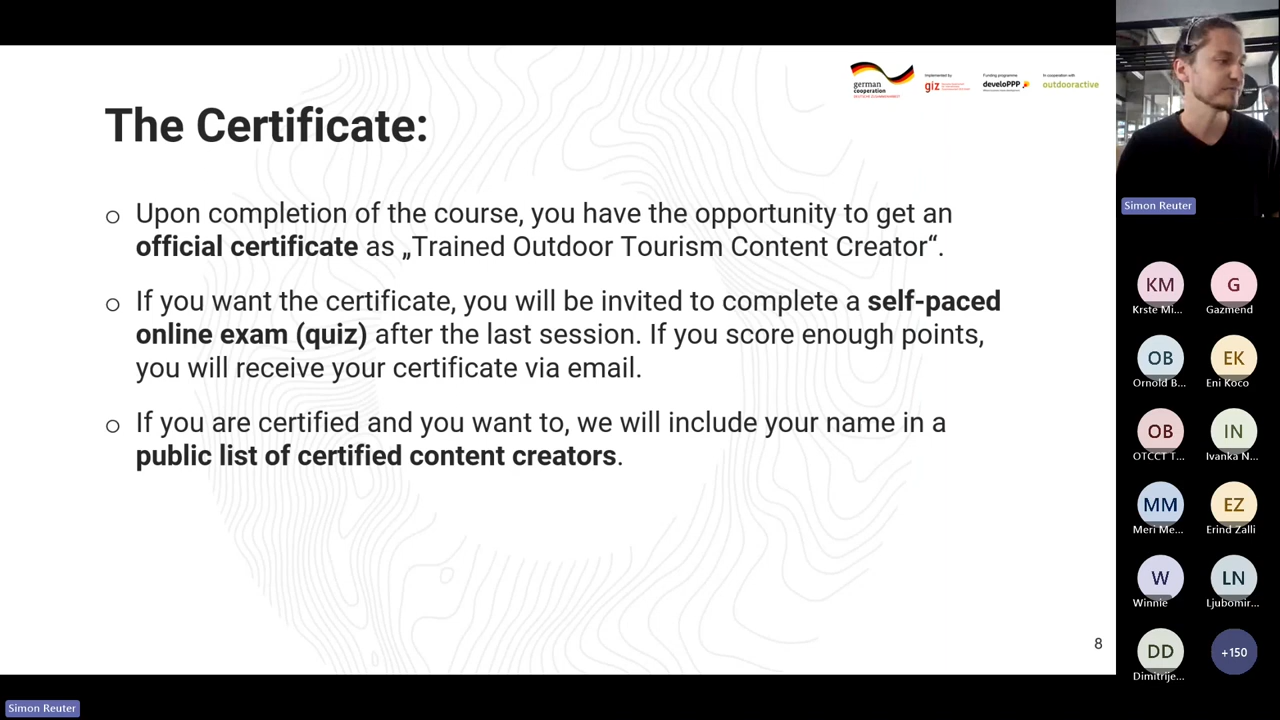 german
cooperation
DEUTSCHE ZUSAMMENARBEIT
Implemented by
giz
Funding programme
develoPPP
In cooperation with
outdooractive
The Certificate:
o Upon completion of the course, you have the opportunity to get an
official certificate as „Trained Outdoor Tourism Content Creator“.
o If you want the certificate, you will be invited to complete a self-paced
online exam (quiz) after the last session. If you score enough points,
you will receive your certificate via email.
o If you are certified and you want to, we will include your name in a
public list of certified content creators.
8
Simon Reuter
KM
Krste Mi...
G
Gazmend
OB
Ornold B...
EK
Eni Koco
OB
OTCCT T...
IN
Ivanka N...
MM
Meri Me...
EZ
Erind Zalli
W
Winnie
LN
Ljubomir...
DD
Dimitrije...
+150
Simon Reuter